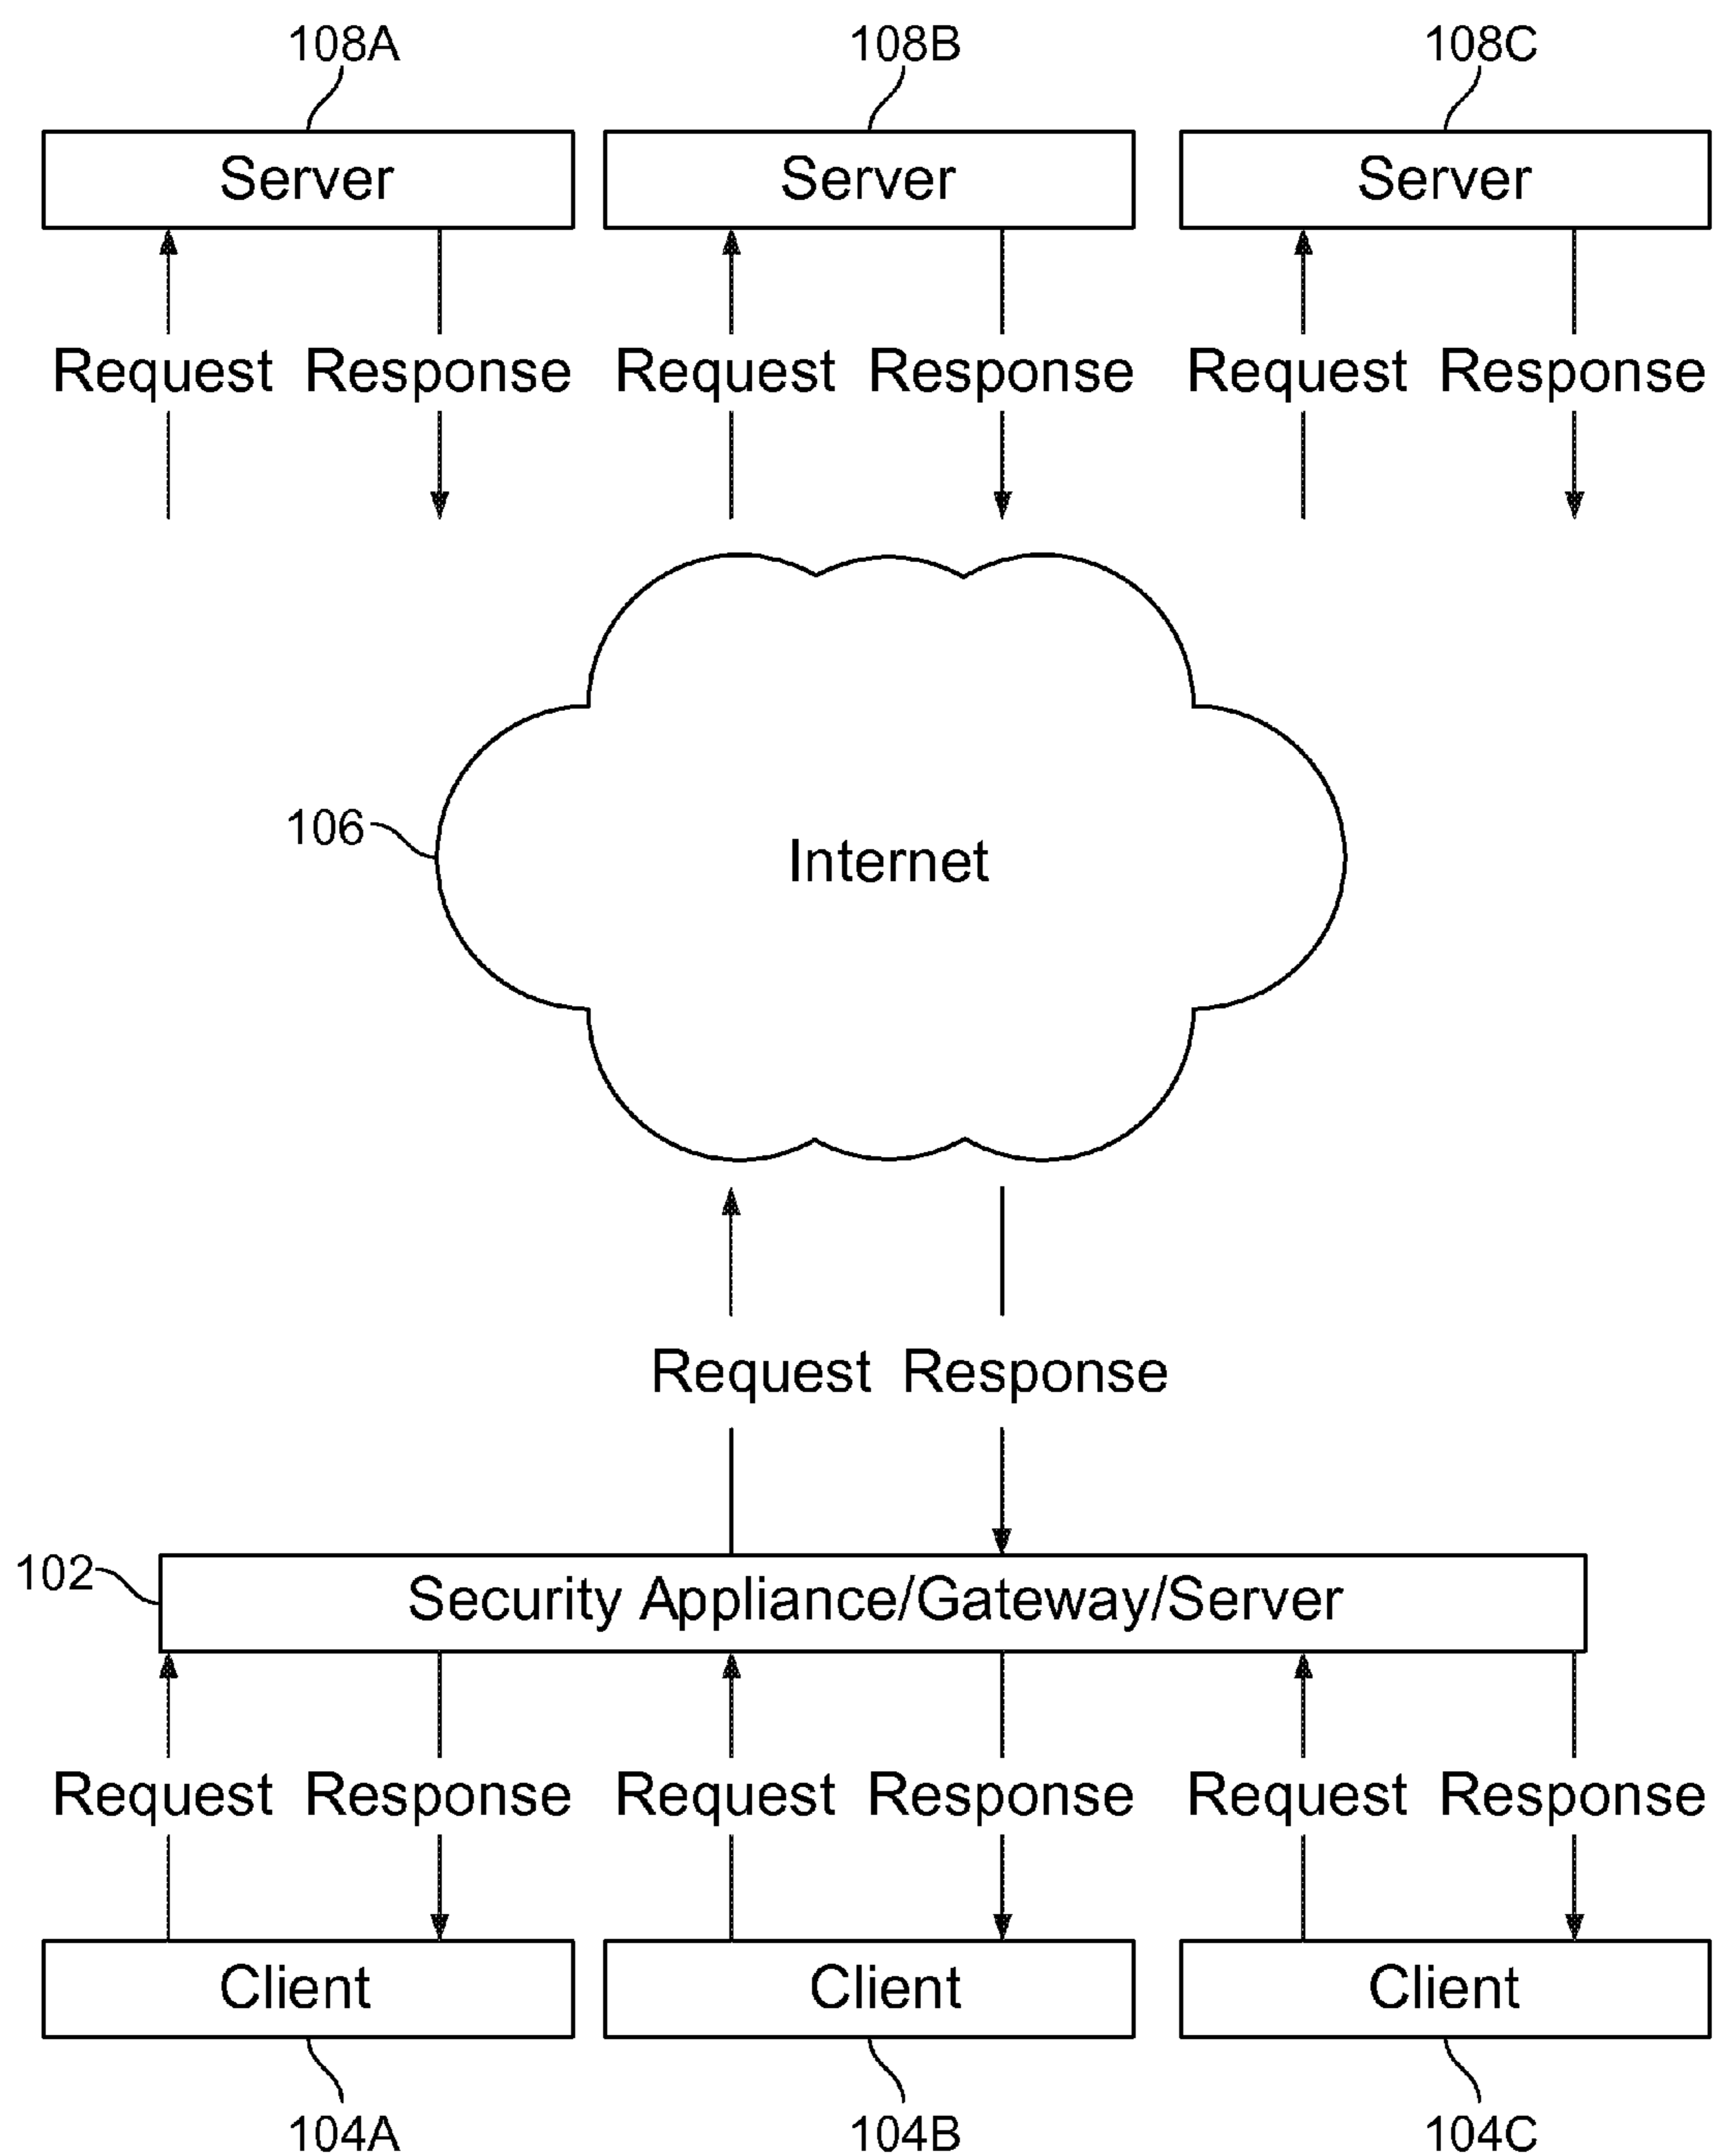 108A 108B 108C
Server Server Server
Request Response Request Response Request Response
106
Internet
Request Response
102
Security Appliance/Gateway/Server
Request Response Request Response Request Response
Client Client Client
104A 104B 104C